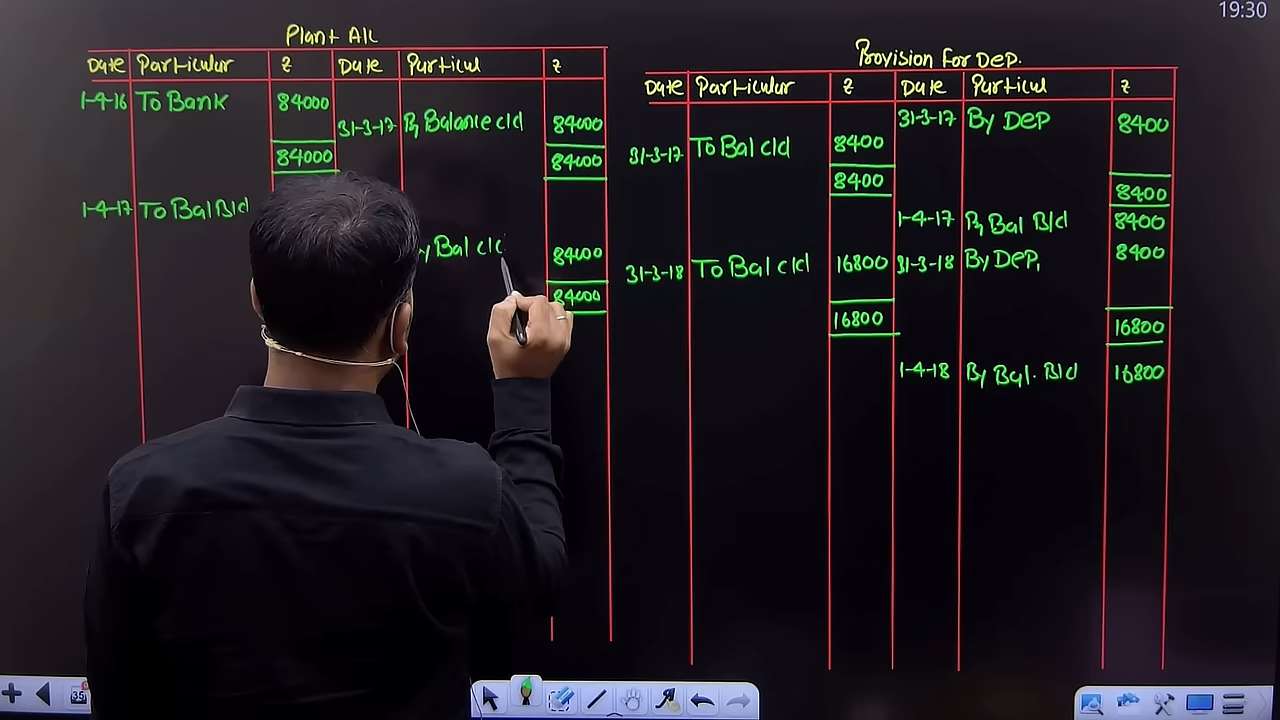 19:30
Plant A/c
Date Particular ₹ Date Particul ₹
1-4-16 To Bank 84000
31-3-17 By Balance c/d 84000
84000 84000
1-4-17 To Bal B/d
By Bal c/d 84000
84000
Provision for Dep.
Date Particular ₹ Date Particul ₹
31-3-17 By Dep 8400
31-3-17 To Bal c/d 8400
8400 8400
1-4-17 By Bal B/d 8400
31-3-18 To Bal c/d 16800 31-3-18 By Dep. 8400
16800 16800
1-4-18 By Bal. B/d 16800
35